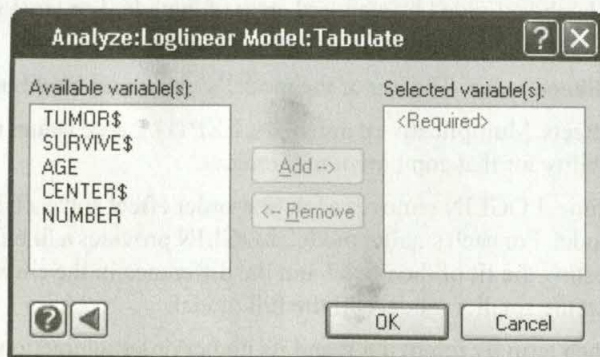 Analyze:Loglinear Model:Tabulate
Available variable(s):
Selected variable(s):
TUMOR$
SURVIVE$
AGE
CENTER$
NUMBER
<Required>
Add -->
<-- Remove
OK
Cancel